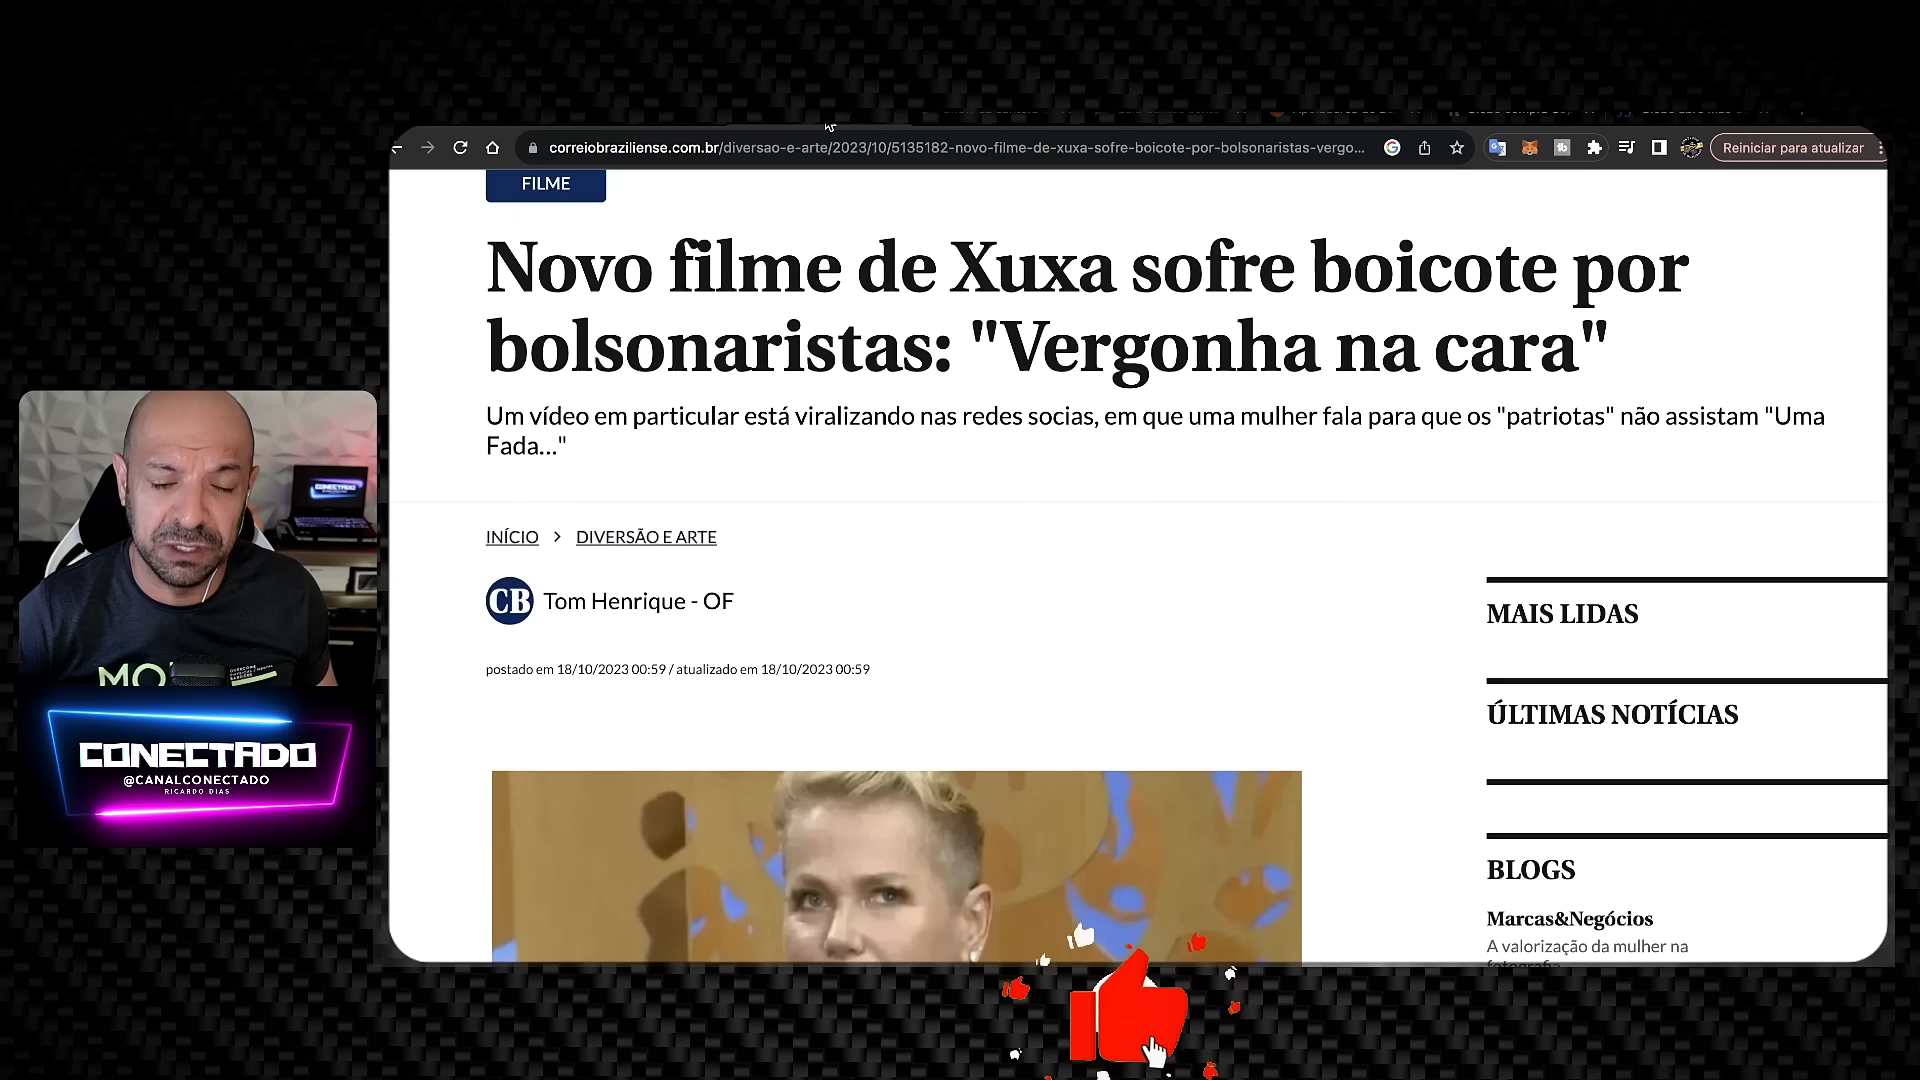 correiobraziliense.com.br/diversao-e-arte/2023/10/5135182-novo-filme-de-xuxa-sofre-boicote-por-bolsonaristas-vergo...
Reiniciar para atualizar
FILME
Novo filme de Xuxa sofre boicote por
bolsonaristas: "Vergonha na cara"
Um vídeo em particular está viralizando nas redes socias, em que uma mulher fala para que os "patriotas" não assistam "Uma
Fada..."
INÍCIO > DIVERSÃO E ARTE
CB Tom Henrique - OF
postado em 18/10/2023 00:59 / atualizado em 18/10/2023 00:59
MAIS LIDAS
ÚLTIMAS NOTÍCIAS
BLOGS
Marcas&Negócios
A valorização da mulher na
fotografia
CONECTADO
MO
CONECTADO
@CANALCONECTADO
RICARDO DIAS